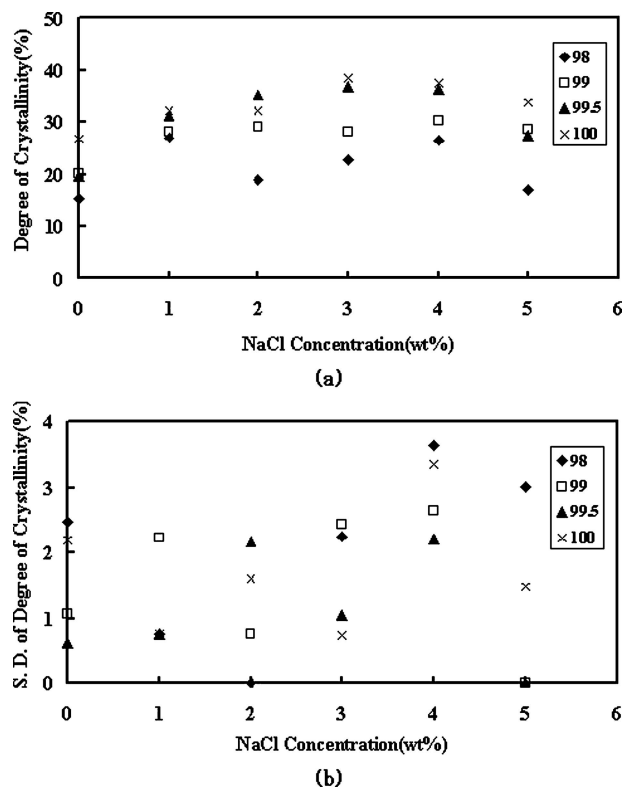 Degree of Crystallinity(%)
50
40
30
20
10
0
0 1 2 3 4 5 6
98
99
99.5
100
NaCl Concentration(wt%)
(a)
S. D. of Degree of Crystallinity(%)
4
3
2
1
0
0 1 2 3 4 5 6
98
99
99.5
100
NaCl Concentration(wt%)
(b)